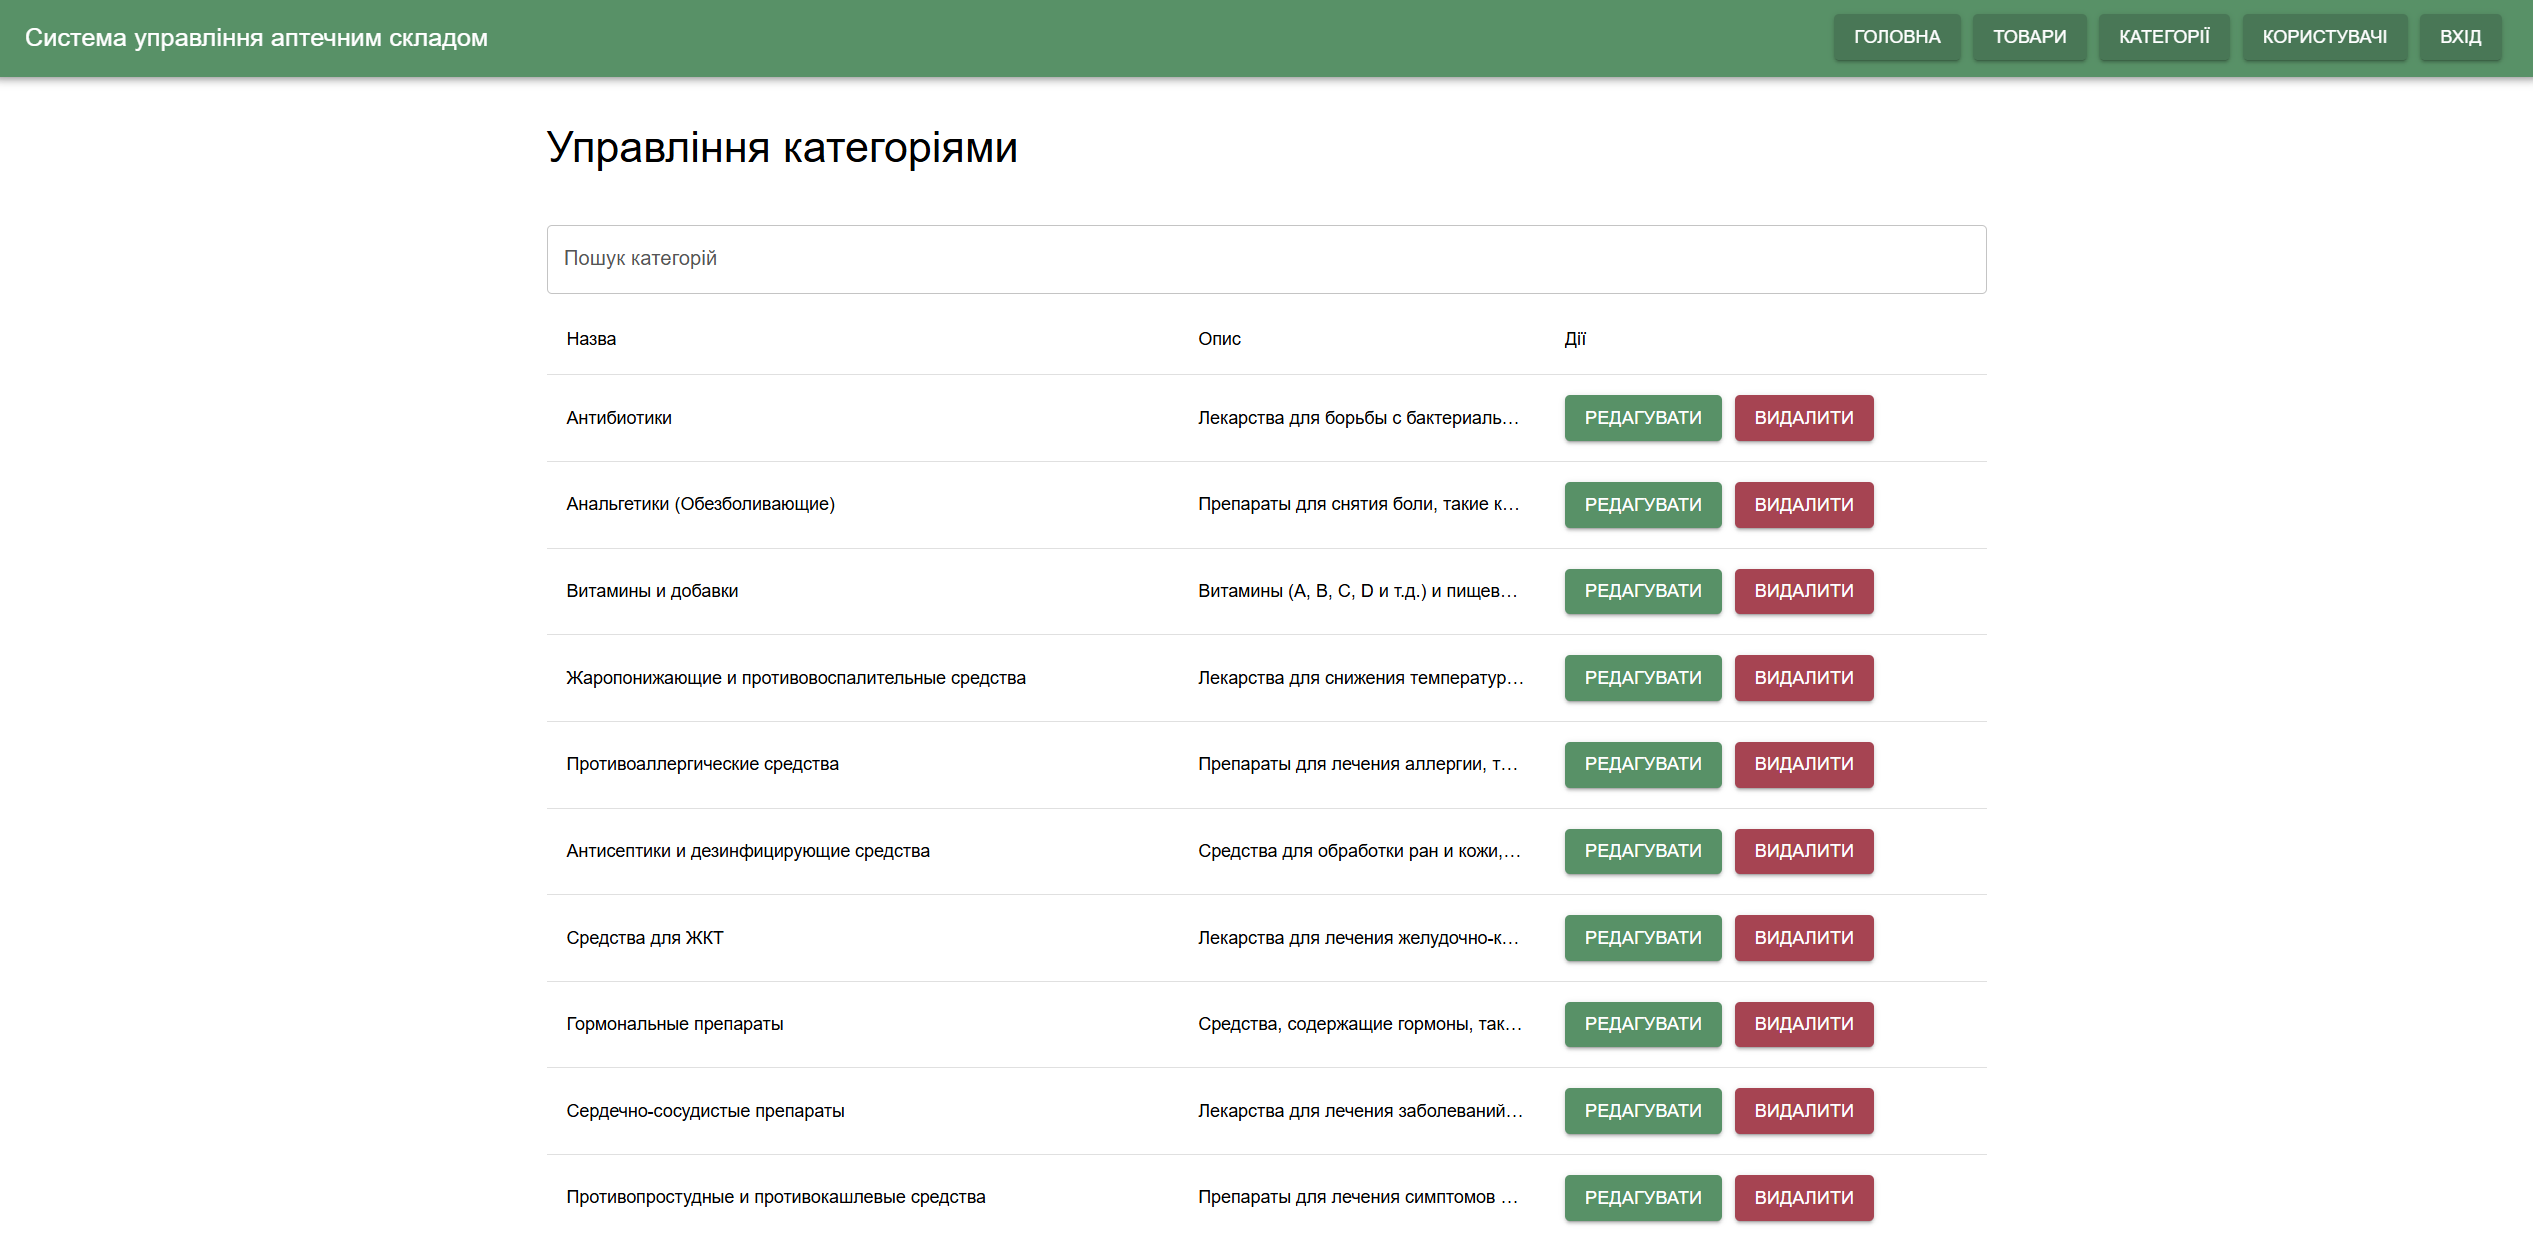 Система управління аптечним складом ГОЛОВНА ТОВАРИ КАТЕГОРІЇ КОРИСТУВАЧІ ВХІД
Управління категоріями
Пошук категорій
Назва Опис Дії
Антибиотики Лекарства для борьбы с бактериаль… РЕДАГУВАТИ ВИДАЛИТИ
Анальгетики (Обезболивающие) Препараты для снятия боли, такие к… РЕДАГУВАТИ ВИДАЛИТИ
Витамины и добавки Витамины (A, B, C, D и т.д.) и пищев… РЕДАГУВАТИ ВИДАЛИТИ
Жаропонижающие и противовоспалительные средства Лекарства для снижения температур… РЕДАГУВАТИ ВИДАЛИТИ
Противоаллергические средства Препараты для лечения аллергии, т… РЕДАГУВАТИ ВИДАЛИТИ
Антисептики и дезинфицирующие средства Средства для обработки ран и кожи,… РЕДАГУВАТИ ВИДАЛИТИ
Средства для ЖКТ Лекарства для лечения желудочно-к… РЕДАГУВАТИ ВИДАЛИТИ
Гормональные препараты Средства, содержащие гормоны, так… РЕДАГУВАТИ ВИДАЛИТИ
Сердечно-сосудистые препараты Лекарства для лечения заболеваний… РЕДАГУВАТИ ВИДАЛИТИ
Противопростудные и противокашлевые средства Препараты для лечения симптомов … РЕДАГУВАТИ ВИДАЛИТИ